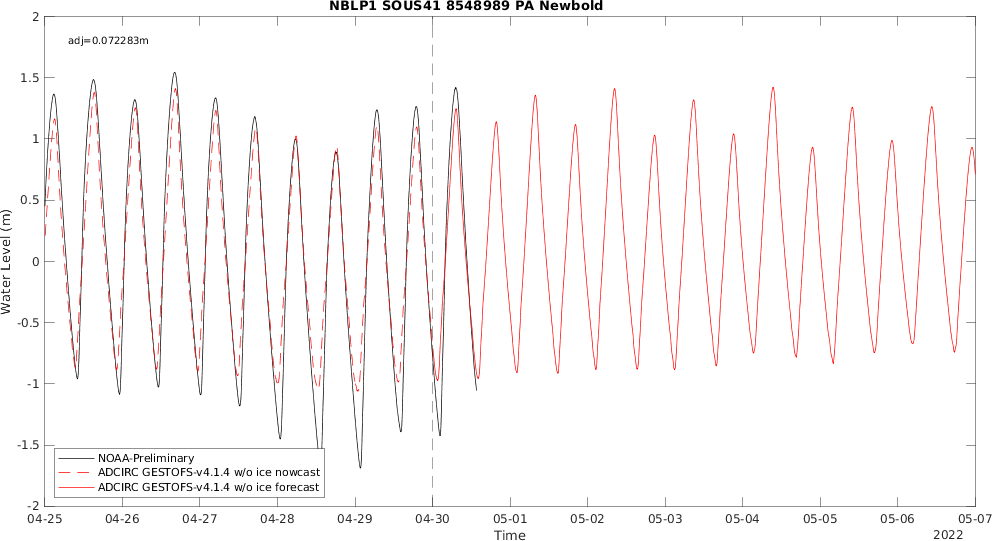 NBLP1 SOUS41 8548989 PA Newbold
adj=0.072283m
2
1.5
1
0.5
0
-0.5
-1
-1.5
-2
Water Level (m)
NOAA-Preliminary
ADCIRC GESTOFS-v4.1.4 w/o ice nowcast
ADCIRC GESTOFS-v4.1.4 w/o ice forecast
04-25 04-26 04-27 04-28 04-29 04-30 05-01 05-02 05-03 05-04 05-05 05-06 05-07
Time
2022